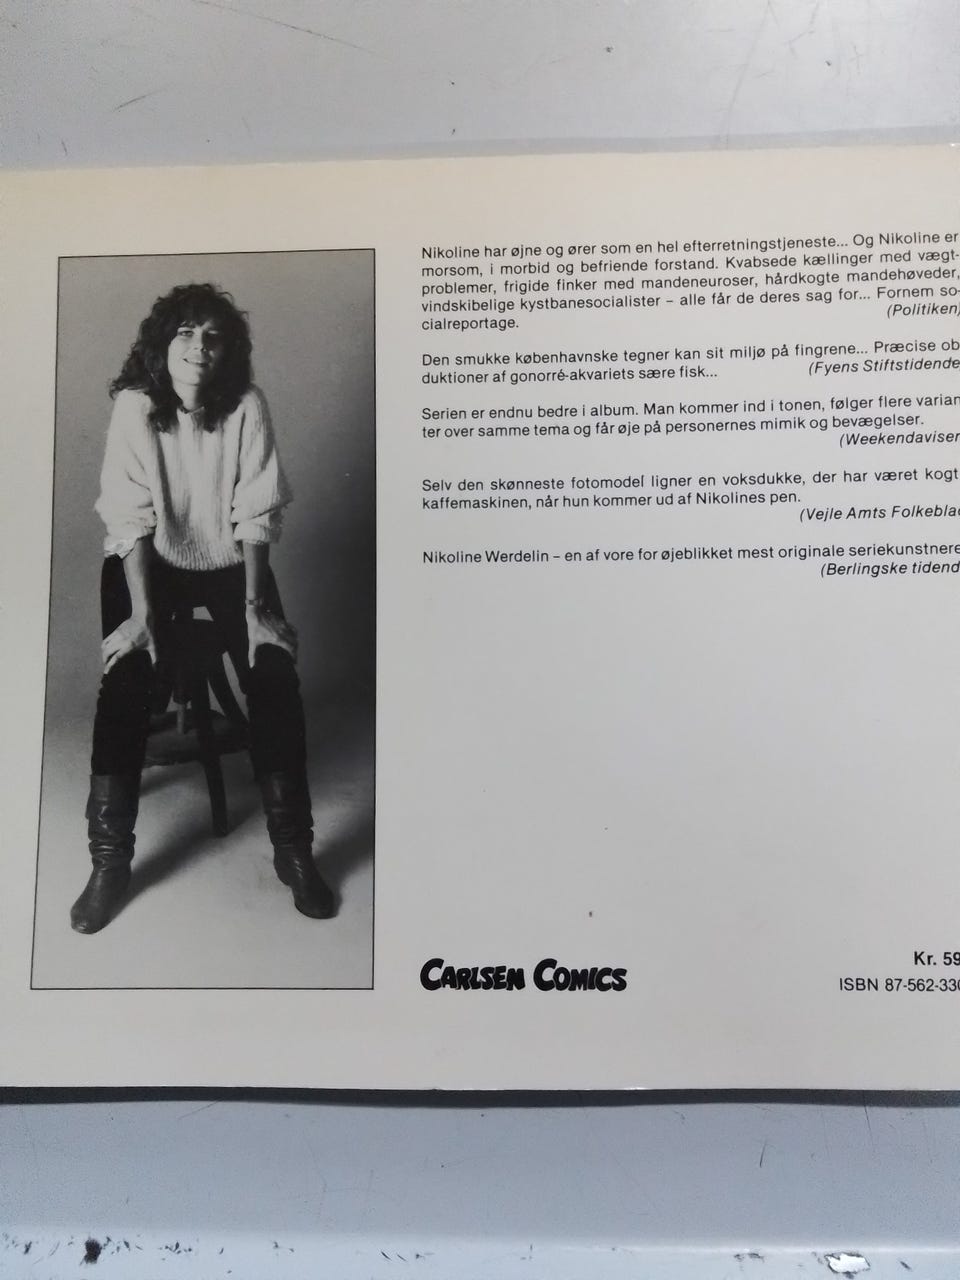 Nikoline har øjne og ører som en hel efterretningstjeneste... Og Nikoline er
morsom, i morbid og befriende forstand. Kvabsede kællinger med vægt-
problemer, frigide finker med mandeneuroser, hårdkogte mandehøveder,
vindskibelige kystbanesocialister – alle får de deres sag for... Fornem so-
cialreportage. (Politiken)
Den smukke københavnske tegner kan sit miljø på fingrene... Præcise ob
duktioner af gonorré-akvariets sære fisk... (Fyens Stiftstidende)
Serien er endnu bedre i album. Man kommer ind i tonen, følger flere varian
ter over samme tema og får øje på personernes mimik og bevægelser.
(Weekendavisen
Selv den skønneste fotomodel ligner en voksdukke, der har været kogt
kaffemaskinen, når hun kommer ud af Nikolines pen.
(Vejle Amts Folkebla
Nikoline Werdelin – en af vore for øjeblikket mest originale seriekunstnere
(Berlingske tidend
CARLSEN COMICS
Kr. 59
ISBN 87-562-330